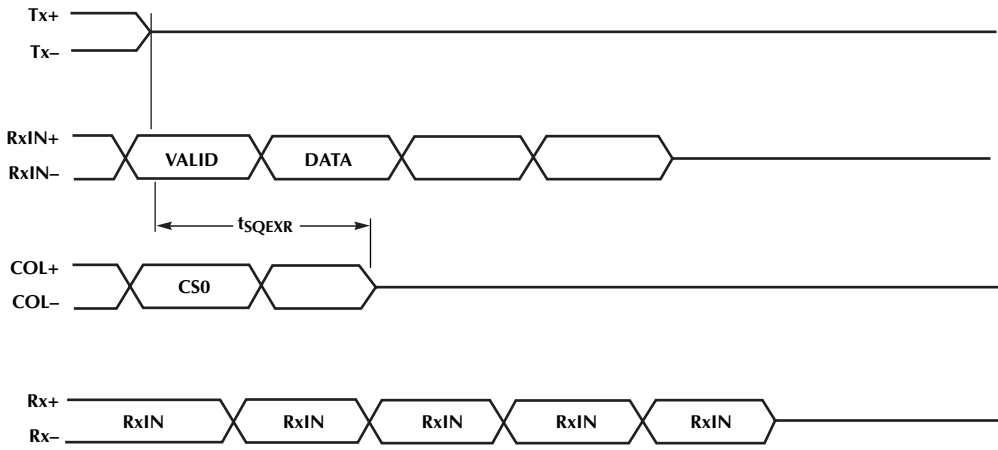 Tx+
Tx–
RxIN+
RxIN–
VALID DATA
tSQEXR
COL+
COL–
CS0
Rx+
Rx–
RxIN RxIN RxIN RxIN RxIN